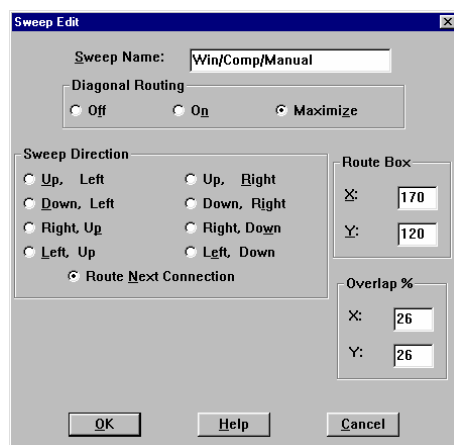 Sweep Edit
Sweep Name: Win/Comp/Manual
Diagonal Routing
Off On Maximize
Sweep Direction
Up, Left Up, Right
Down, Left Down, Right
Right, Up Right, Down
Left, Up Left, Down
Route Next Connection
Route Box
X: 170
Y: 120
Overlap %
X: 26
Y: 26
OK Help Cancel